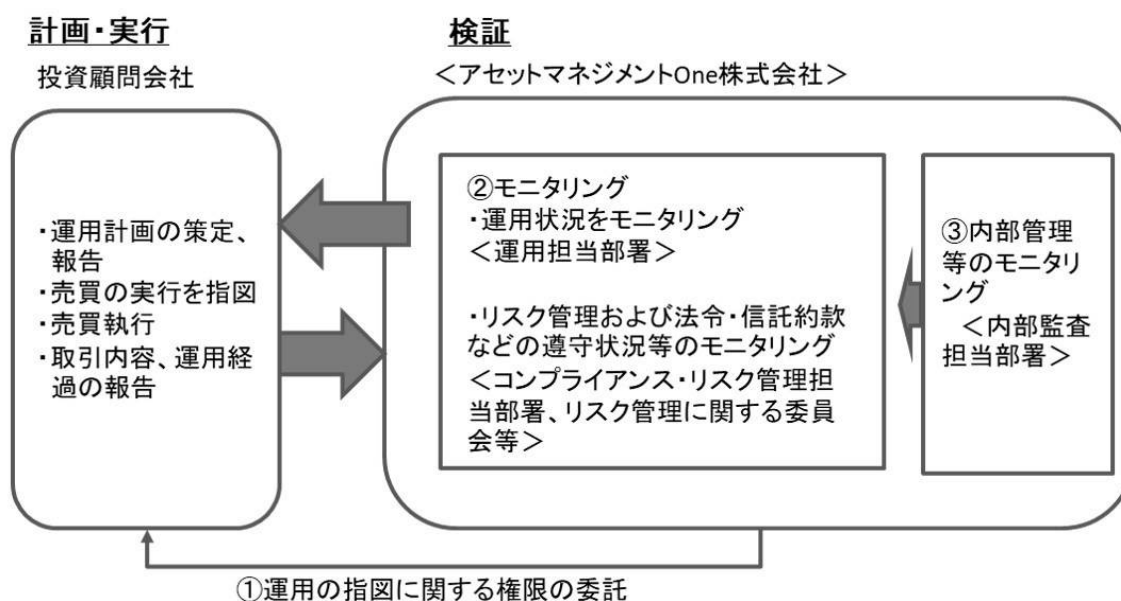 計画・実行
投資顧問会社
・運用計画の策定、
報告
・売買の実行を指図
・売買執行
・取引内容、運用経
過の報告
検証
＜アセットマネジメントOne株式会社＞
②モニタリング
・運用状況をモニタリング
＜運用担当部署＞
・リスク管理および法令・信託約款
などの遵守状況等のモニタリング
＜コンプライアンス・リスク管理担
当部署、リスク管理に関する委員
会等＞
③内部管理
等のモニタリ
ング
＜内部監査
担当部署＞
①運用の指図に関する権限の委託